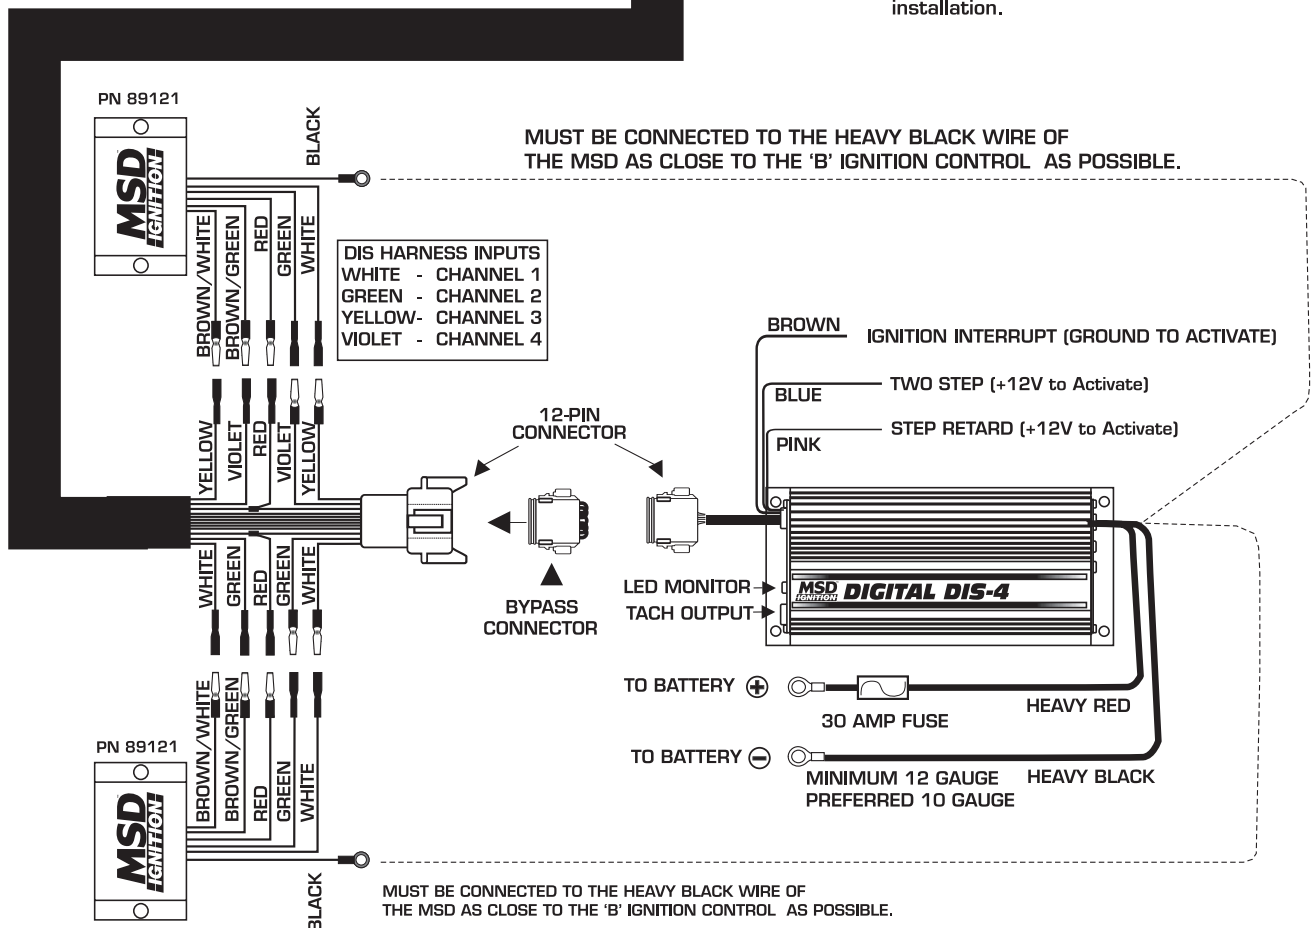 installation.
PN 89121
BLACK
MUST BE CONNECTED TO THE HEAVY BLACK WIRE OF
THE MSD AS CLOSE TO THE ‘B’ IGNITION CONTROL AS POSSIBLE.
MSD
IGNITION
BROWN/WHITE
BROWN/GREEN
RED
GREEN
WHITE
DIS HARNESS INPUTS
WHITE - CHANNEL 1
GREEN - CHANNEL 2
YELLOW- CHANNEL 3
VIOLET - CHANNEL 4
BROWN
IGNITION INTERRUPT (GROUND TO ACTIVATE)
BLUE
TWO STEP (+12V to Activate)
PINK
STEP RETARD (+12V to Activate)
12-PIN
CONNECTOR
YELLOW
VIOLET
RED
VIOLET
YELLOW
WHITE
GREEN
RED
GREEN
WHITE
BYPASS
CONNECTOR
LED MONITOR
TACH OUTPUT
MSD
IGNITION
DIGITAL DIS-4
TO BATTERY +
30 AMP FUSE
HEAVY RED
TO BATTERY −
MINIMUM 12 GAUGE
PREFERRED 10 GAUGE
HEAVY BLACK
PN 89121
BROWN/WHITE
BROWN/GREEN
RED
GREEN
WHITE
MSD
IGNITION
BLACK
MUST BE CONNECTED TO THE HEAVY BLACK WIRE OF
THE MSD AS CLOSE TO THE ‘B’ IGNITION CONTROL AS POSSIBLE.